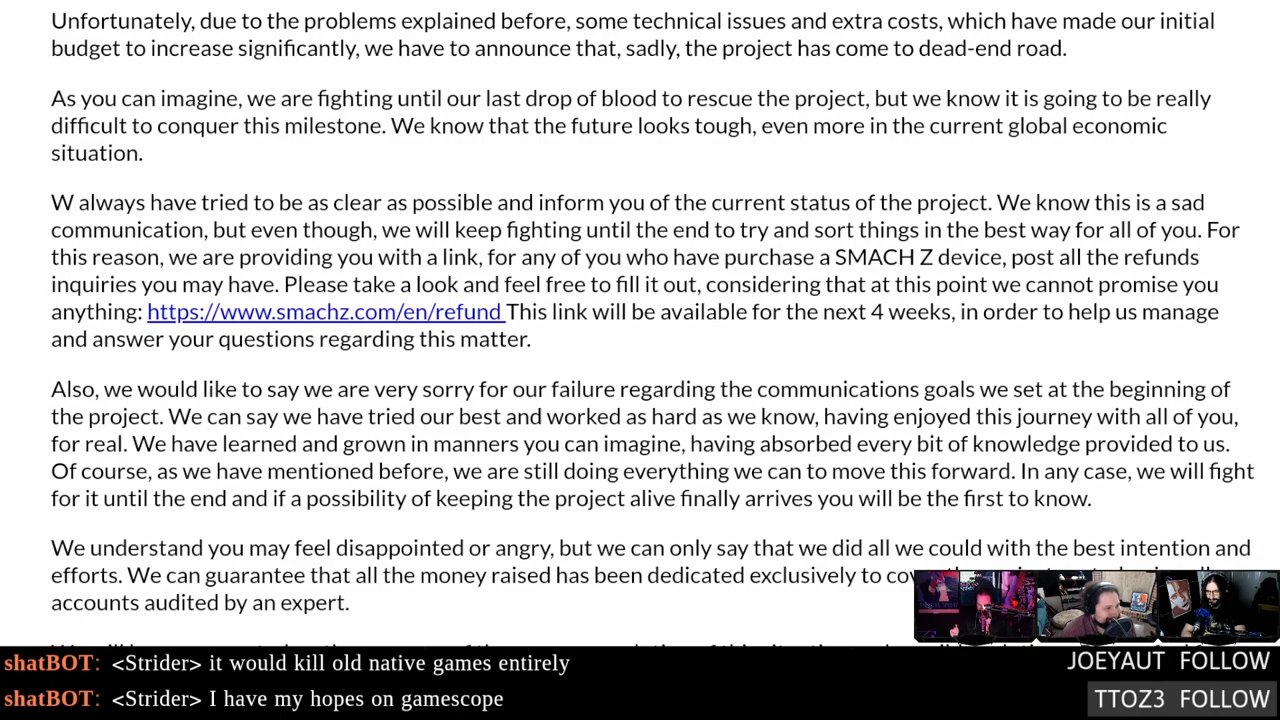 Unfortunately, due to the problems explained before, some technical issues and extra costs, which have made our initial
budget to increase significantly, we have to announce that, sadly, the project has come to dead-end road.
As you can imagine, we are fighting until our last drop of blood to rescue the project, but we know it is going to be really
difficult to conquer this milestone. We know that the future looks tough, even more in the current global economic
situation.
W always have tried to be as clear as possible and inform you of the current status of the project. We know this is a sad
communication, but even though, we will keep fighting until the end to try and sort things in the best way for all of you. For
this reason, we are providing you with a link, for any of you who have purchase a SMACH Z device, post all the refunds
inquiries you may have. Please take a look and feel free to fill it out, considering that at this point we cannot promise you
anything: https://www.smachz.com/en/refund This link will be available for the next 4 weeks, in order to help us manage
and answer your questions regarding this matter.
Also, we would like to say we are very sorry for our failure regarding the communications goals we set at the beginning of
the project. We can say we have tried our best and worked as hard as we know, having enjoyed this journey with all of you,
for real. We have learned and grown in manners you can imagine, having absorbed every bit of knowledge provided to us.
Of course, as we have mentioned before, we are still doing everything we can to move this forward. In any case, we will fight
for it until the end and if a possibility of keeping the project alive finally arrives you will be the first to know.
We understand you may feel disappointed or angry, but we can only say that we did all we could with the best intention and
efforts. We can guarantee that all the money raised has been dedicated exclusively to
accounts audited by an expert.
shatBOT: <Strider> it would kill old native games entirely
JOEYAUT FOLLOW
shatBOT: <Strider> I have my hopes on gamescope
TTOZ3 FOLLOW